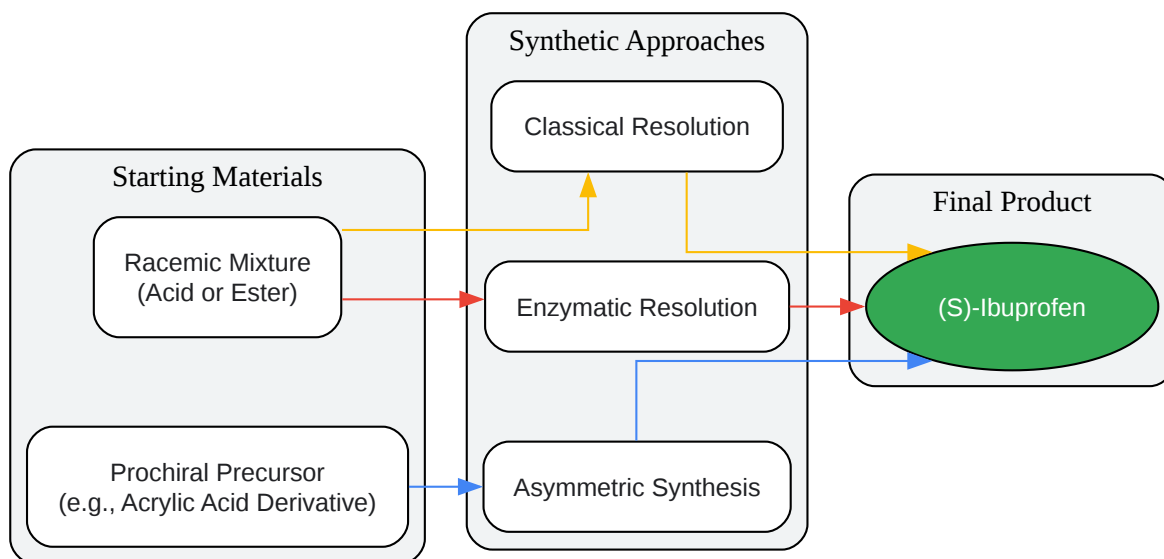 Starting Materials
Racemic Mixture
(Acid or Ester)
Prochiral Precursor
(e.g., Acrylic Acid Derivative)
Synthetic Approaches
Classical Resolution
Enzymatic Resolution
Asymmetric Synthesis
Final Product
(S)-Ibuprofen